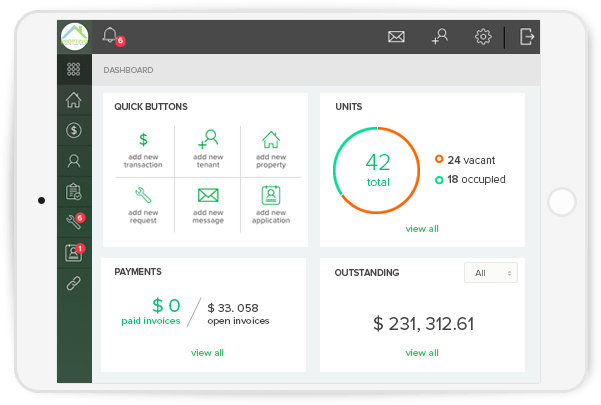 6
DASHBOARD
QUICK BUTTONS
$
add new
transaction
add new
tenant
add new
property
add new
request
add new
message
add new
application
UNITS
42
total
24 vacant
18 occupied
view all
$
6
1
PAYMENTS
$ 0
paid invoices
$ 33. 058
open invoices
view all
OUTSTANDING
All
$ 231, 312.61
view all